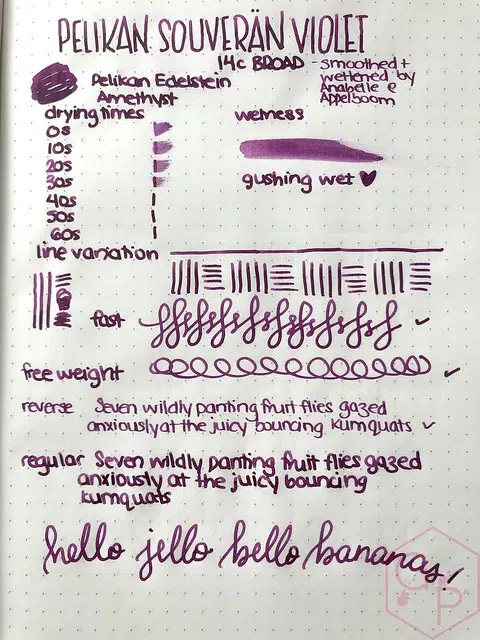 PELIKAN SOUVERÄN VIOLET
14c BROAD - smoothed +
wettened by
Anabelle @
Appelboom
Pelikan Edelstein
Amethyst
drying times
0s
10s
20s
30s
40s
50s
60s
wetness
gushing wet ♥
line variation
fast ✓
free weight ✓
reverse Seven wildly panting fruit flies gazed
anxiously at the juicy bouncing kumquats ✓
regular Seven wildly panting fruit flies gazed
anxiously at the juicy bouncing
kumquats
hello jello bello bananas!